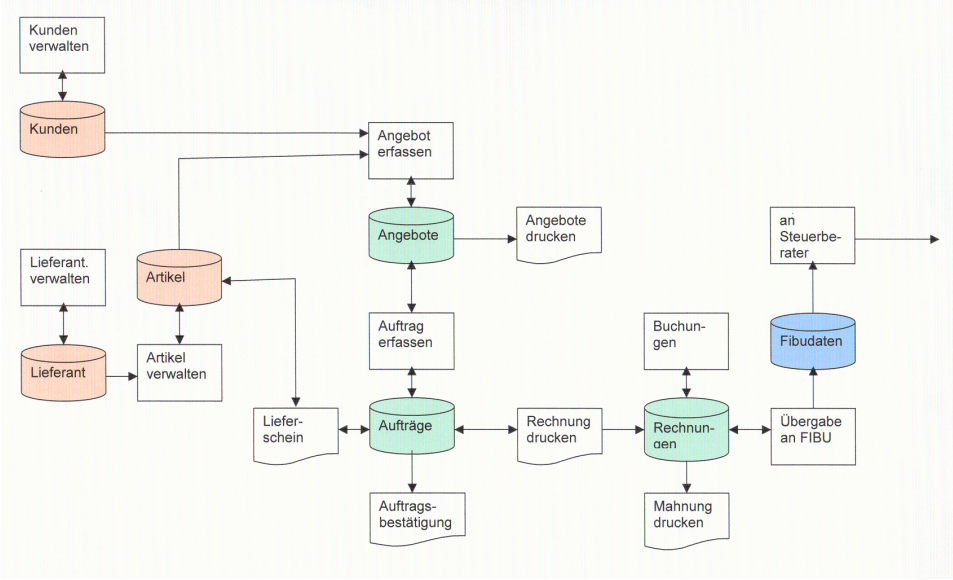 Kunden
verwalten
Kunden
Angebot
erfassen
Angebote
Angebote
drucken
an
Steuerbe-
rater
Lieferant.
verwalten
Artikel
Auftrag
erfassen
Buchun-
gen
Fibudaten
Lieferant
Artikel
verwalten
Liefer-
schein
Aufträge
Rechnung
drucken
Rechnun-
gen
Übergabe
an FIBU
Auftrags-
bestätigung
Mahnung
drucken